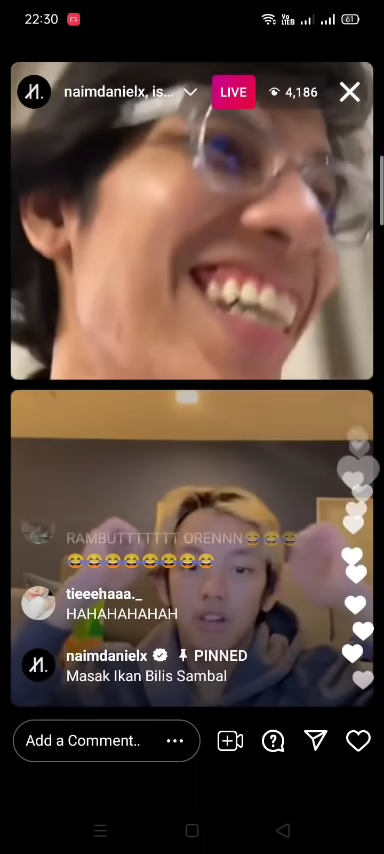 22:30
61
naimdanielx, is...
LIVE
4,186
RAMBUTTTTTTT ORENNN😂😂😂
😂😂😂😂😂😂😂😂
tieeehaaa._
HAHAHAHAHAH
naimdanielx PINNED
Masak Ikan Bilis Sambal
Add a Comment..